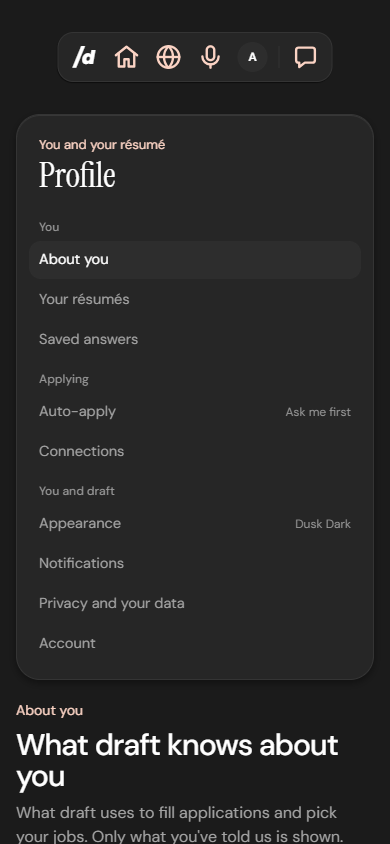 /d
A
You and your résumé
Profile
You
About you
Your résumés
Saved answers
Applying
Auto-apply Ask me first
Connections
You and draft
Appearance Dusk Dark
Notifications
Privacy and your data
Account
About you
What draft knows about
you
What draft uses to fill applications and pick
your jobs. Only what you've told us is shown.